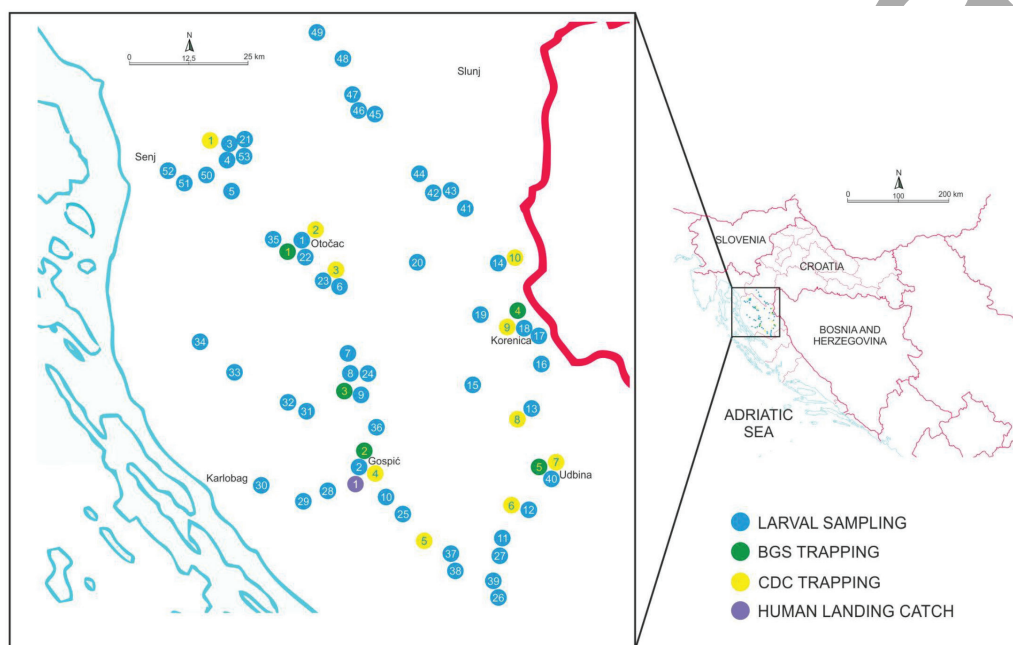 49
N
0 12,5 25 km
48
Slunj
47
46 45
1 3 21
4 53
Senj
52 51 50 5
44
42 43
41
2
35 1 Otočac
1 22
3
23 6
20
14 10
4
19 9 18 17
Korenica
34
7
33
8 24
3 9
16
15
32 31
8 13
36
2
Gospić
2 4
1
5 7
Udbina
40
Karlobag 30
29 28
10
25
6 12
5
37
38
11
27
39
26
N
0 100 200 km
SLOVENIA
CROATIA
BOSNIA AND
HERZEGOVINA
ADRIATIC
SEA
LARVAL SAMPLING
BGS TRAPPING
CDC TRAPPING
HUMAN LANDING CATCH